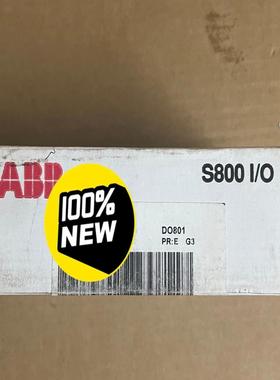 ABB
S800 I/O
100%
NEW
DO801
PR:E G3